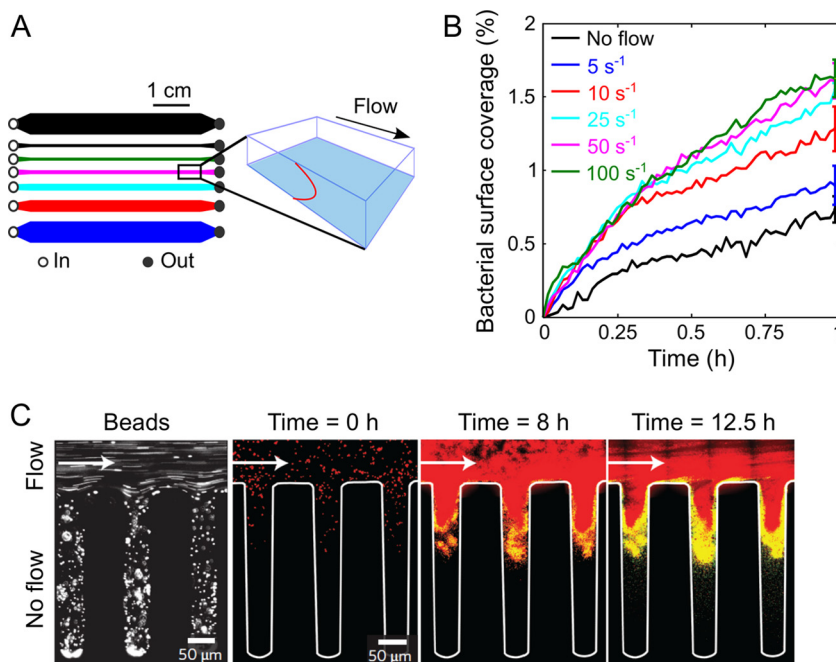 A
1 cm
Flow
In
Out
B
Bacterial surface coverage (%)
2
1.5
1
0.5
0
No flow
5 s⁻¹
10 s⁻¹
25 s⁻¹
50 s⁻¹
100 s⁻¹
0
0.25
0.5
0.75
1
Time (h)
C
Beads
Time = 0 h
Time = 8 h
Time = 12.5 h
Flow
No flow
50 µm
50 µm